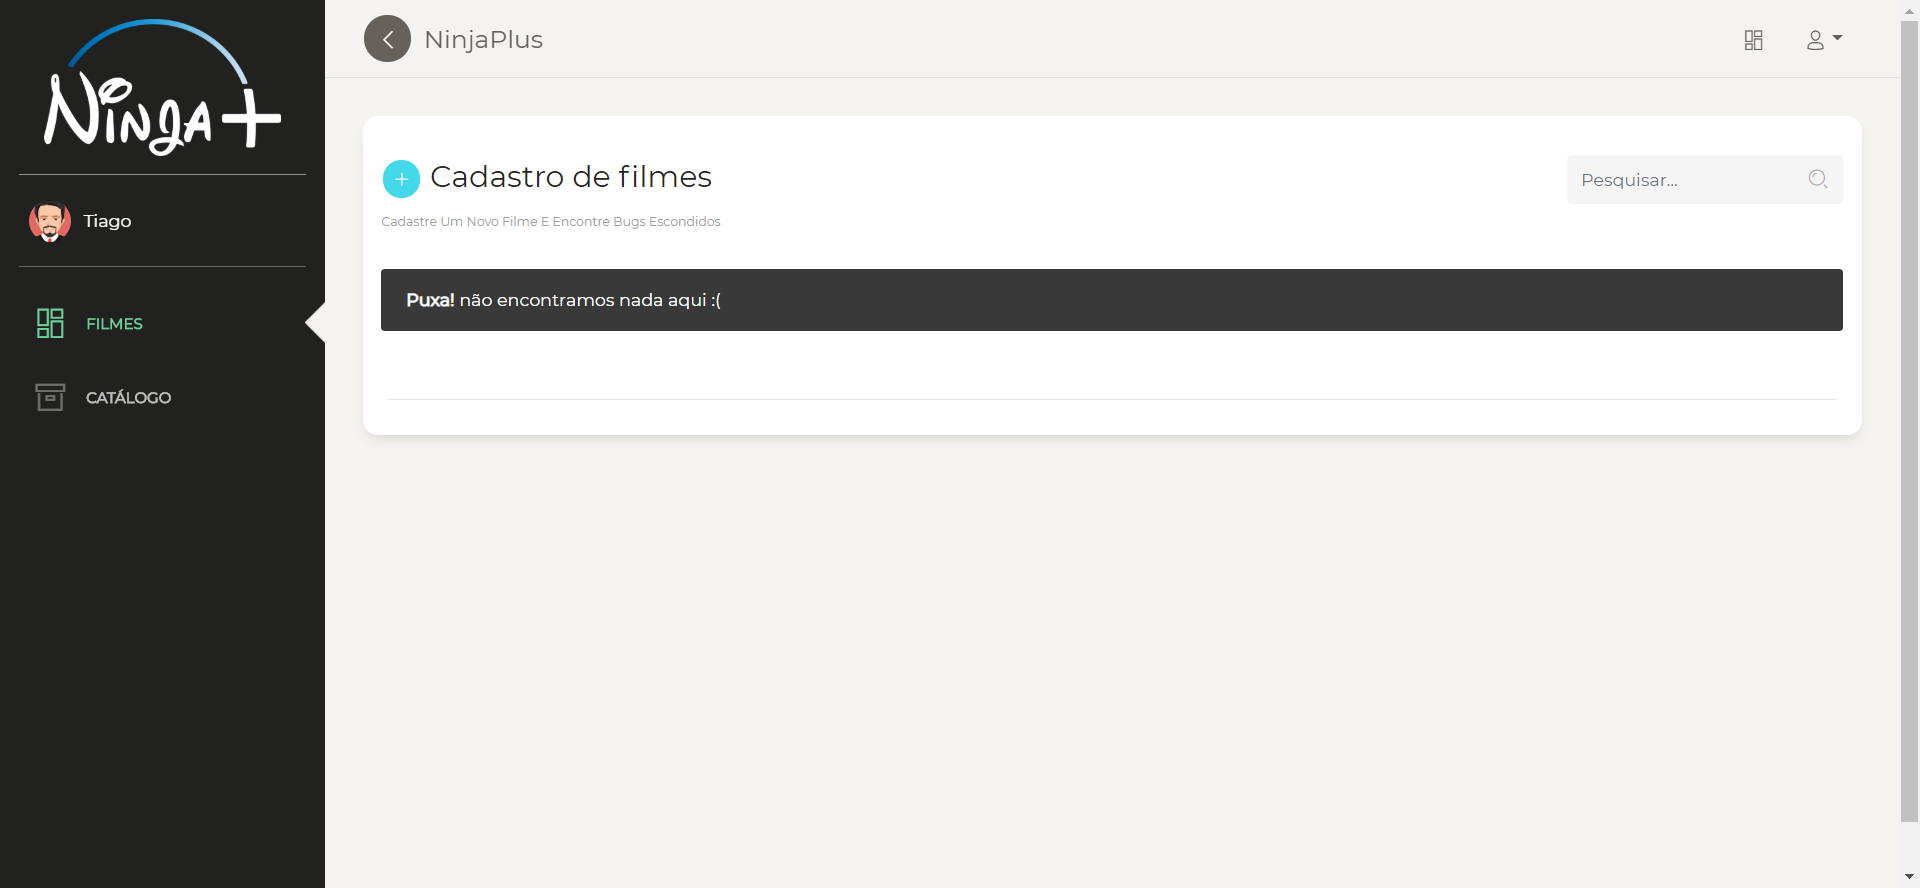 Ninja+
Tiago
FILMES
CATÁLOGO
NinjaPlus
Cadastro de filmes
Pesquisar...
Cadastre Um Novo Filme E Encontre Bugs Escondidos
Puxa! não encontramos nada aqui :(